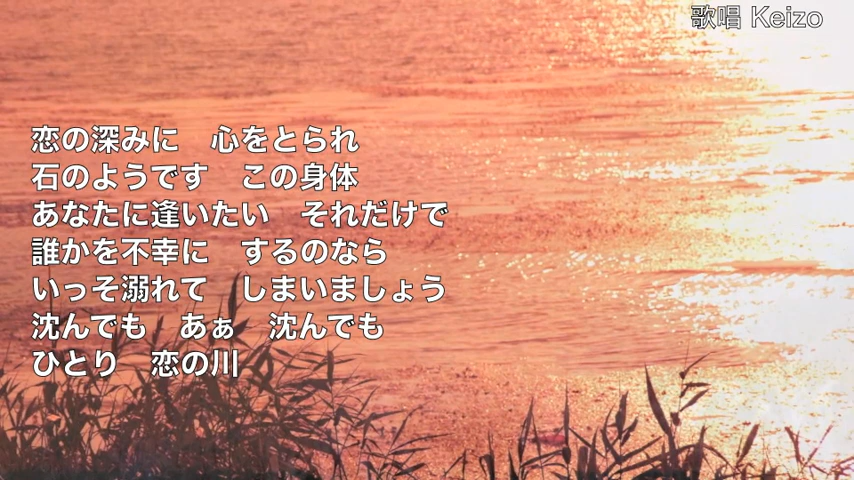 歌唱 Keizo
恋の深みに　心をとられ
石のようです　この身体
あなたに逢いたい　それだけで
誰かを不幸に　するのなら
いっそ溺れて　しまいましょう
沈んでも　あぁ　沈んでも
ひとり　恋の川